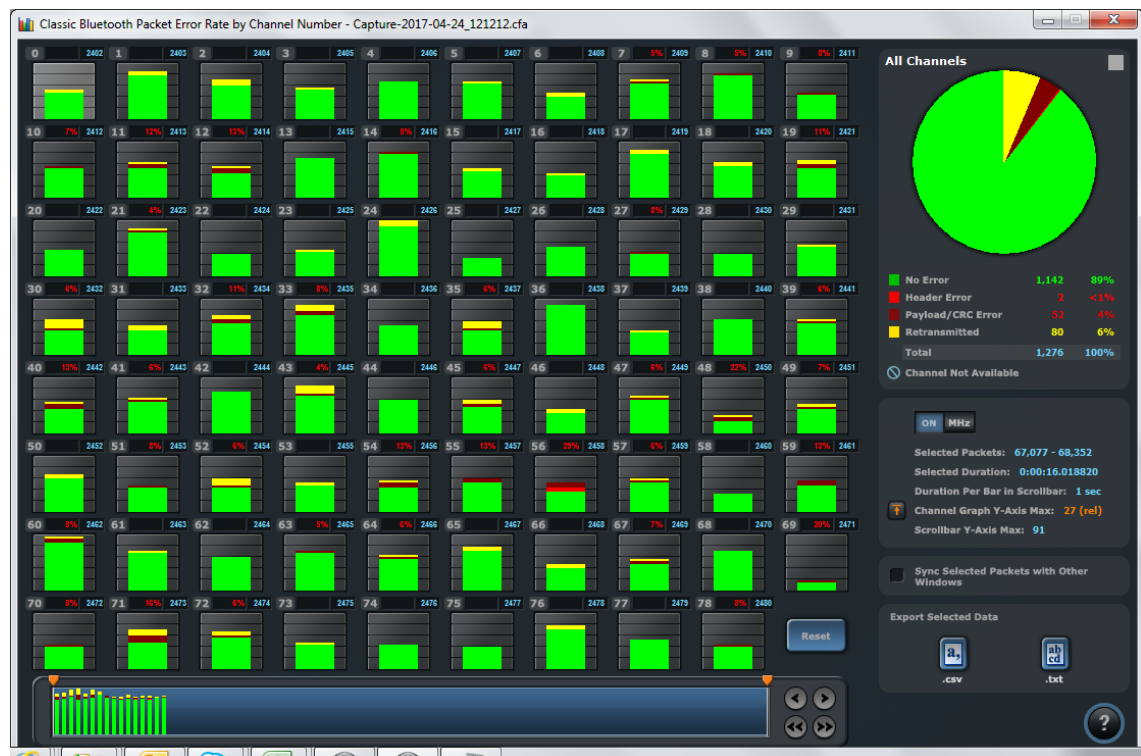 Classic Bluetooth Packet Error Rate by Channel Number - Capture-2017-04-24_121212.cfa
0 2402 1 2403 2 2404 3 2405 4 2406 5 2407 6 2408 7 5% 2409 8 5% 2410 9 8% 2411
10 7% 2412 11 12% 2413 12 13% 2414 13 2415 14 5% 2416 15 2417 16 2418 17 2419 18 2420 19 11% 2421
20 2422 21 4% 2423 22 2424 23 2425 24 2426 25 2427 26 2428 27 8% 2429 28 2430 29 2431
30 6% 2432 31 2433 32 11% 2434 33 8% 2435 34 2436 35 6% 2437 36 2438 37 2439 38 2440 39 6% 2441
40 13% 2442 41 6% 2443 42 2444 43 4% 2445 44 2446 45 6% 2447 46 2448 47 6% 2449 48 22% 2450 49 7% 2451
50 2452 51 8% 2453 52 6% 2454 53 2455 54 13% 2456 55 13% 2457 56 2458 57 6% 2459 58 2460 59 13% 2461
60 8% 2462 61 2463 62 2464 63 5% 2465 64 6% 2466 65 2467 66 2468 67 7% 2469 68 2470 69 20% 2471
70 8% 2472 71 16% 2473 72 6% 2474 73 2475 74 2476 75 2477 76 2478 77 2479 78 8% 2480
Reset
All Channels
No Error 1,142 89%
Header Error 2 <1%
Payload/CRC Error 52 4%
Retransmitted 80 6%
Total 1,276 100%
Channel Not Available
ON MHz
Selected Packets: 67,077 - 68,352
Selected Duration: 0:00:16.018820
Duration Per Bar in Scrollbar: 1 sec
Channel Graph Y-Axis Max: 27 (rel)
Scrollbar Y-Axis Max: 91
Sync Selected Packets with Other
Windows
Export Selected Data
a,
ab
cd
.csv .txt
?